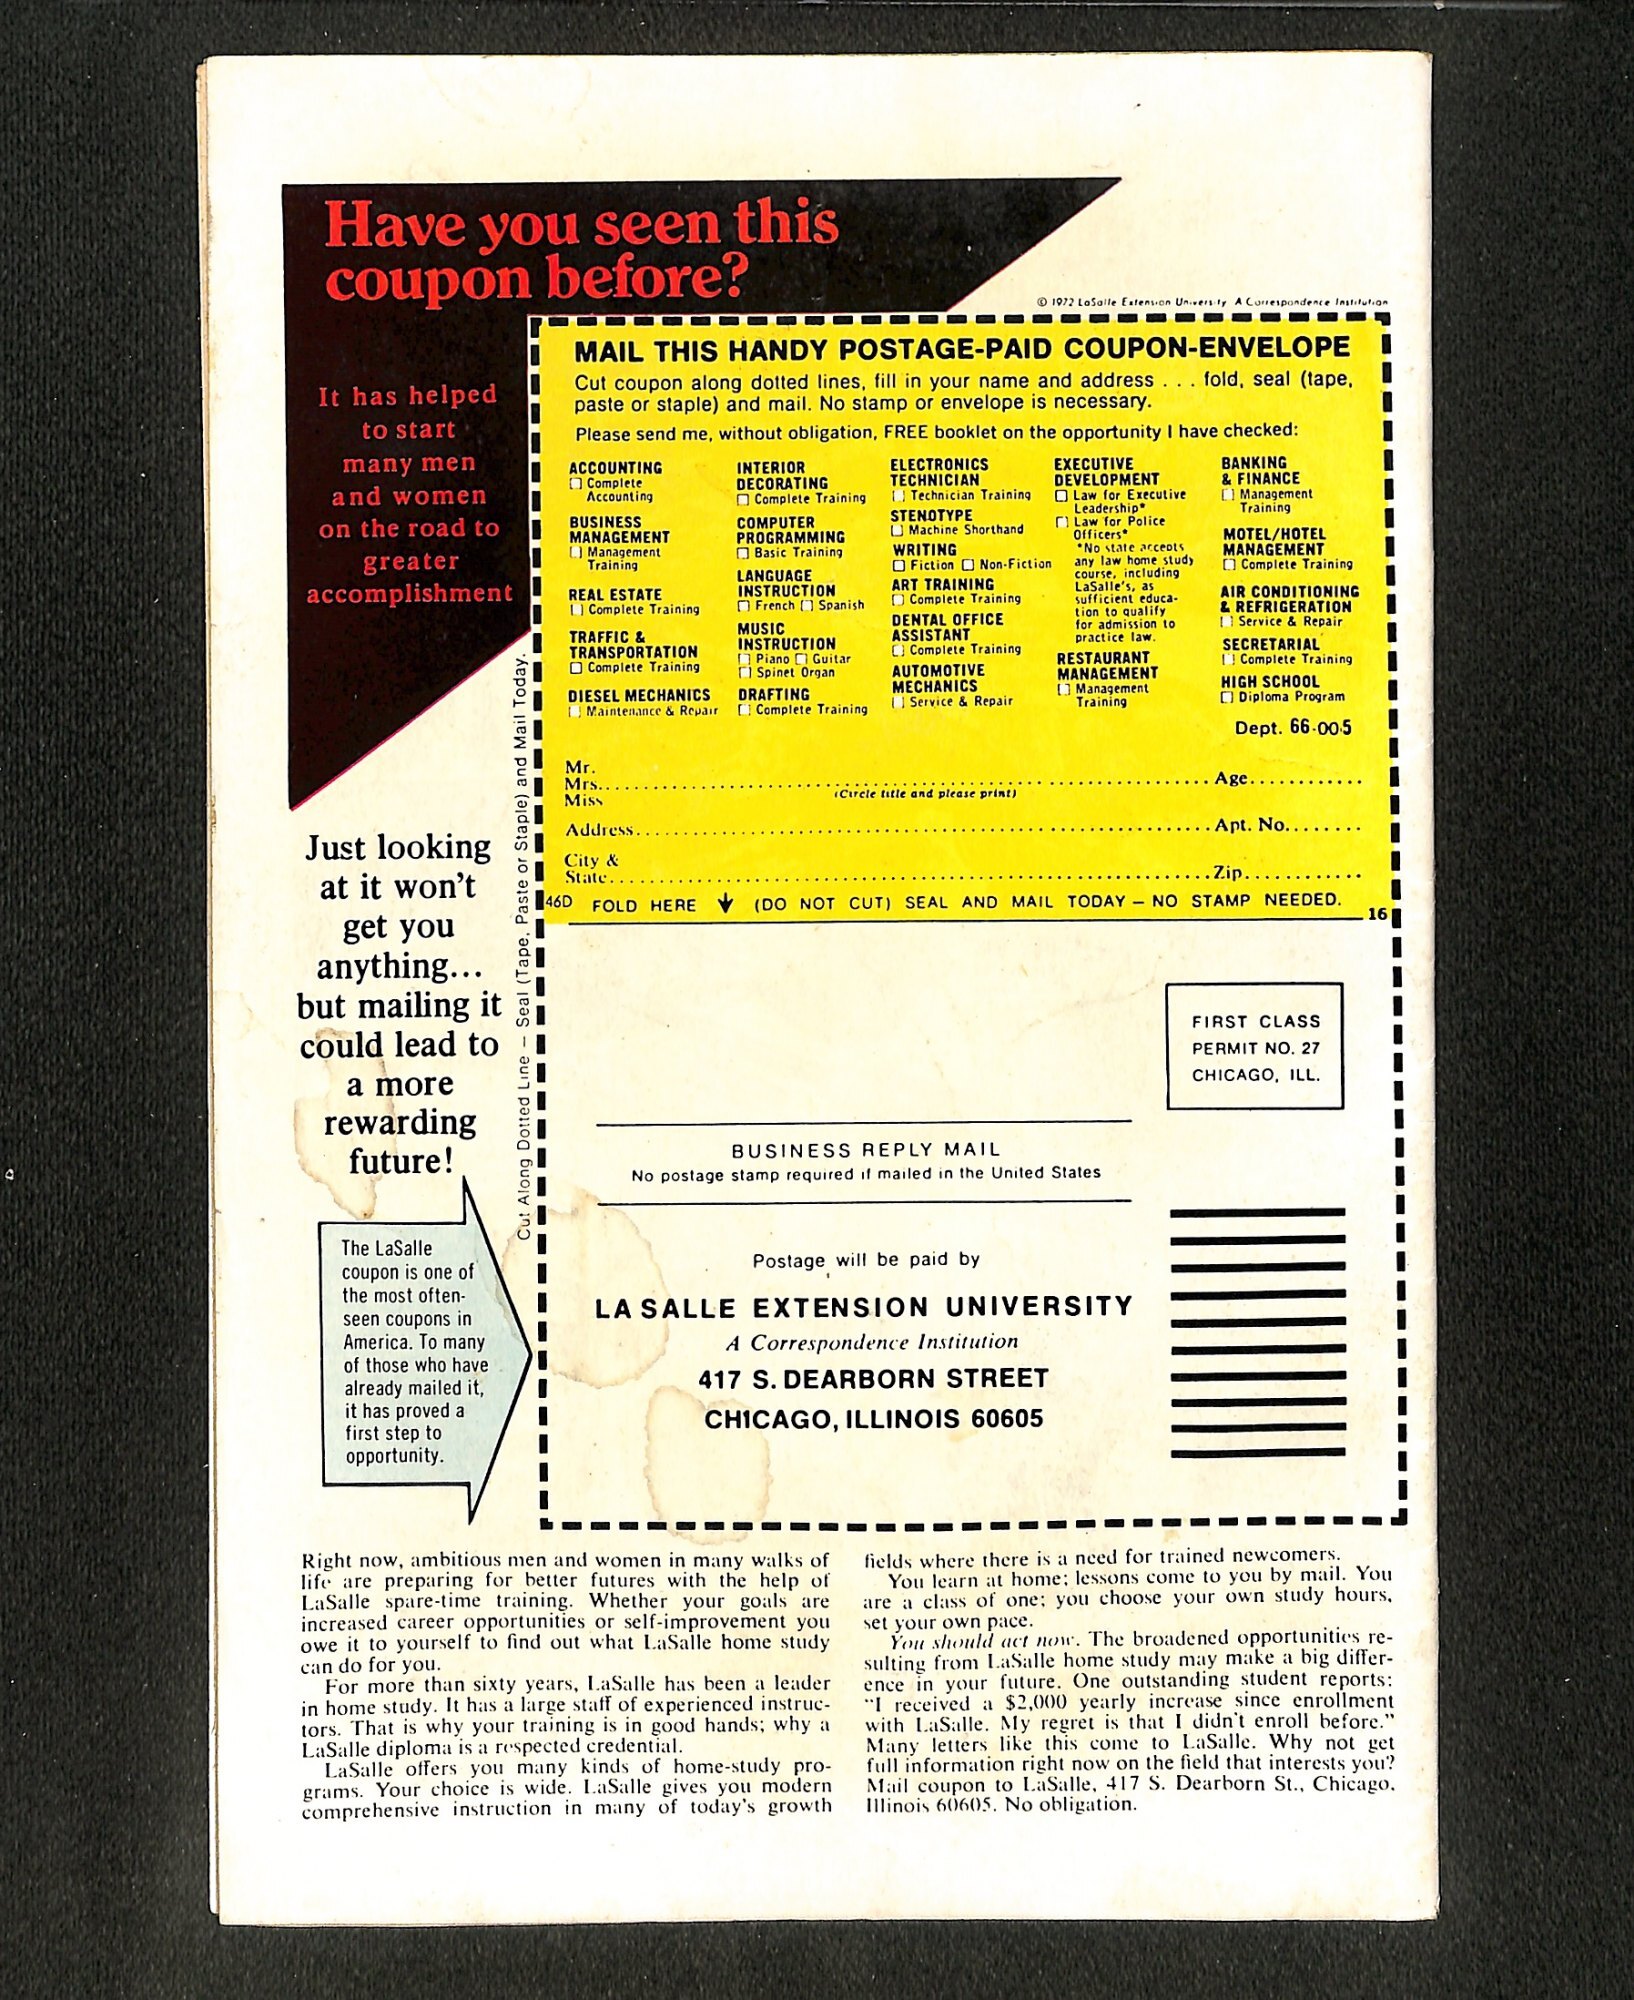 Have you seen this
coupon before?
© 1972 LaSalle Extension University A Correspondence Institution
It has helped
to start
many men
and women
on the road to
greater
accomplishment
Just looking
at it won't
get you
anything...
but mailing it
could lead to
a more
rewarding
future!
The LaSalle
coupon is one of
the most often-
seen coupons in
America. To many
of those who have
already mailed it,
it has proved a
first step to
opportunity.
Cut Along Dotted Line – Seal (Tape, Paste or Staple) and Mail Today.
MAIL THIS HANDY POSTAGE-PAID COUPON-ENVELOPE
Cut coupon along dotted lines, fill in your name and address . . . fold, seal (tape,
paste or staple) and mail. No stamp or envelope is necessary.
Please send me, without obligation, FREE booklet on the opportunity I have checked:
ACCOUNTING
Complete
Accounting
BUSINESS
MANAGEMENT
Management
Training
REAL ESTATE
Complete Training
TRAFFIC &
TRANSPORTATION
Complete Training
DIESEL MECHANICS
Maintenance & Repair
INTERIOR
DECORATING
Complete Training
COMPUTER
PROGRAMMING
Basic Training
LANGUAGE
INSTRUCTION
French Spanish
MUSIC
INSTRUCTION
Piano Guitar
Spinet Organ
DRAFTING
Complete Training
ELECTRONICS
TECHNICIAN
Technician Training
STENOTYPE
Machine Shorthand
WRITING
Fiction Non-Fiction
ART TRAINING
Complete Training
DENTAL OFFICE
ASSISTANT
Complete Training
AUTOMOTIVE
MECHANICS
Service & Repair
EXECUTIVE
DEVELOPMENT
Law for Executive
Leadership*
Law for Police
Officers*
*No state accepts
any law home study
course, including
LaSalle's, as
sufficient educa-
tion to qualify
for admission to
practice law.
RESTAURANT
MANAGEMENT
Management
Training
BANKING
& FINANCE
Management
Training
MOTEL/HOTEL
MANAGEMENT
Complete Training
AIR CONDITIONING
& REFRIGERATION
Service & Repair
SECRETARIAL
Complete Training
HIGH SCHOOL
Diploma Program
Dept. 66-005
Mr.
Mrs. Age
Miss
(Circle title and please print)
Address Apt. No.
City &
State Zip
46D FOLD HERE (DO NOT CUT) SEAL AND MAIL TODAY – NO STAMP NEEDED.
16
FIRST CLASS
PERMIT NO. 27
CHICAGO, ILL.
BUSINESS REPLY MAIL
No postage stamp required if mailed in the United States
Postage will be paid by
LA SALLE EXTENSION UNIVERSITY
A Correspondence Institution
417 S. DEARBORN STREET
CHICAGO, ILLINOIS 60605
Right now, ambitious men and women in many walks of
life are preparing for better futures with the help of
LaSalle spare-time training. Whether your goals are
increased career opportunities or self-improvement you
owe it to yourself to find out what LaSalle home study
can do for you.
For more than sixty years, LaSalle has been a leader
in home study. It has a large staff of experienced instruc-
tors. That is why your training is in good hands; why a
LaSalle diploma is a respected credential.
LaSalle offers you many kinds of home-study pro-
grams. Your choice is wide. LaSalle gives you modern
comprehensive instruction in many of today's growth
fields where there is a need for trained newcomers.
You learn at home; lessons come to you by mail. You
are a class of one; you choose your own study hours,
set your own pace.
You should act now. The broadened opportunities re-
sulting from LaSalle home study may make a big differ-
ence in your future. One outstanding student reports:
"I received a $2,000 yearly increase since enrollment
with LaSalle. My regret is that I didn't enroll before."
Many letters like this come to LaSalle. Why not get
full information right now on the field that interests you?
Mail coupon to LaSalle, 417 S. Dearborn St., Chicago,
Illinois 60605. No obligation.